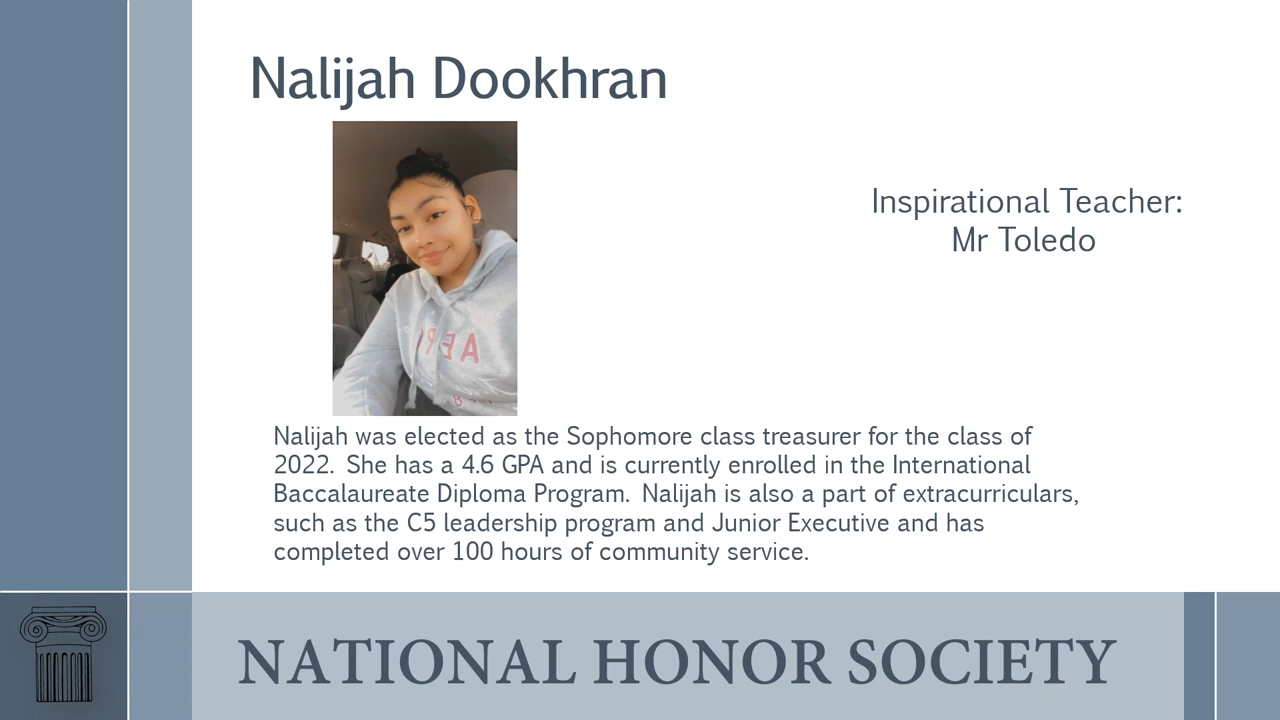 Nalijah Dookhran
Inspirational Teacher:
Mr Toledo
Nalijah was elected as the Sophomore class treasurer for the class of
2022. She has a 4.6 GPA and is currently enrolled in the International
Baccalaureate Diploma Program. Nalijah is also a part of extracurriculars,
such as the C5 leadership program and Junior Executive and has
completed over 100 hours of community service.
NATIONAL HONOR SOCIETY